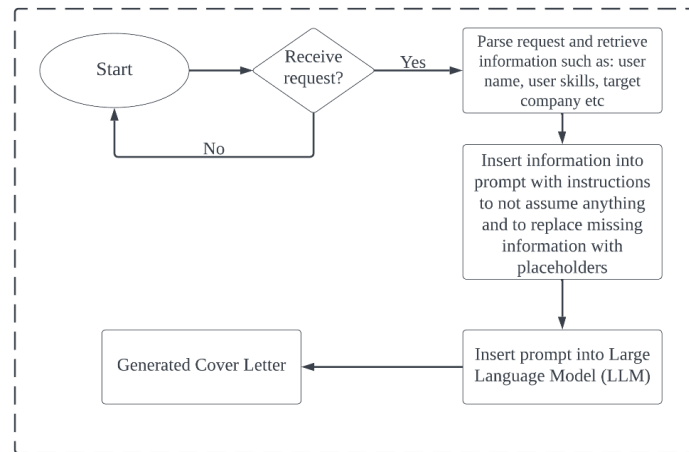 Start
Receive
request?
Yes
No
Parse request and retrieve
information such as: user
name, user skills, target
company etc
Insert information into
prompt with instructions
to not assume anything
and to replace missing
information with
placeholders
Insert prompt into Large
Language Model (LLM)
Generated Cover Letter